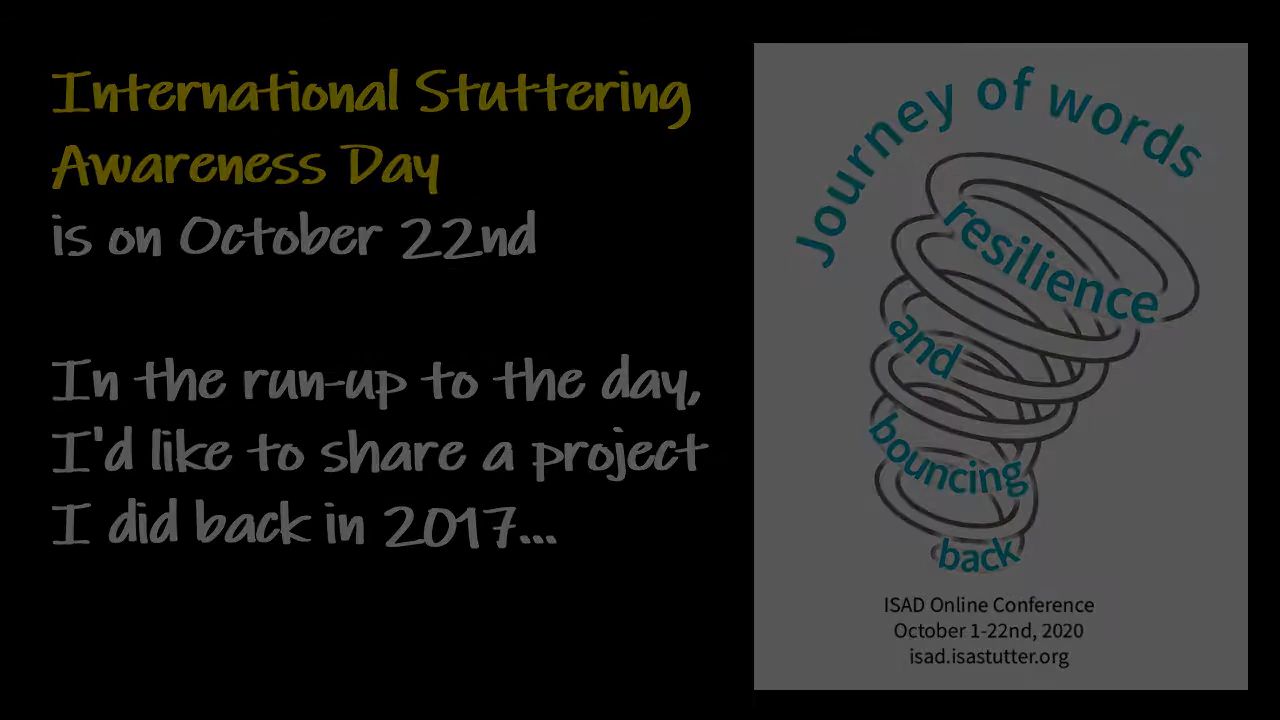 International Stuttering
Awareness Day
is on October 22nd
In the run-up to the day,
I'd like to share a project
I did back in 2017...
Journey of words
resilience
and
bouncing
back
ISAD Online Conference
October 1-22nd, 2020
isad.isastutter.org